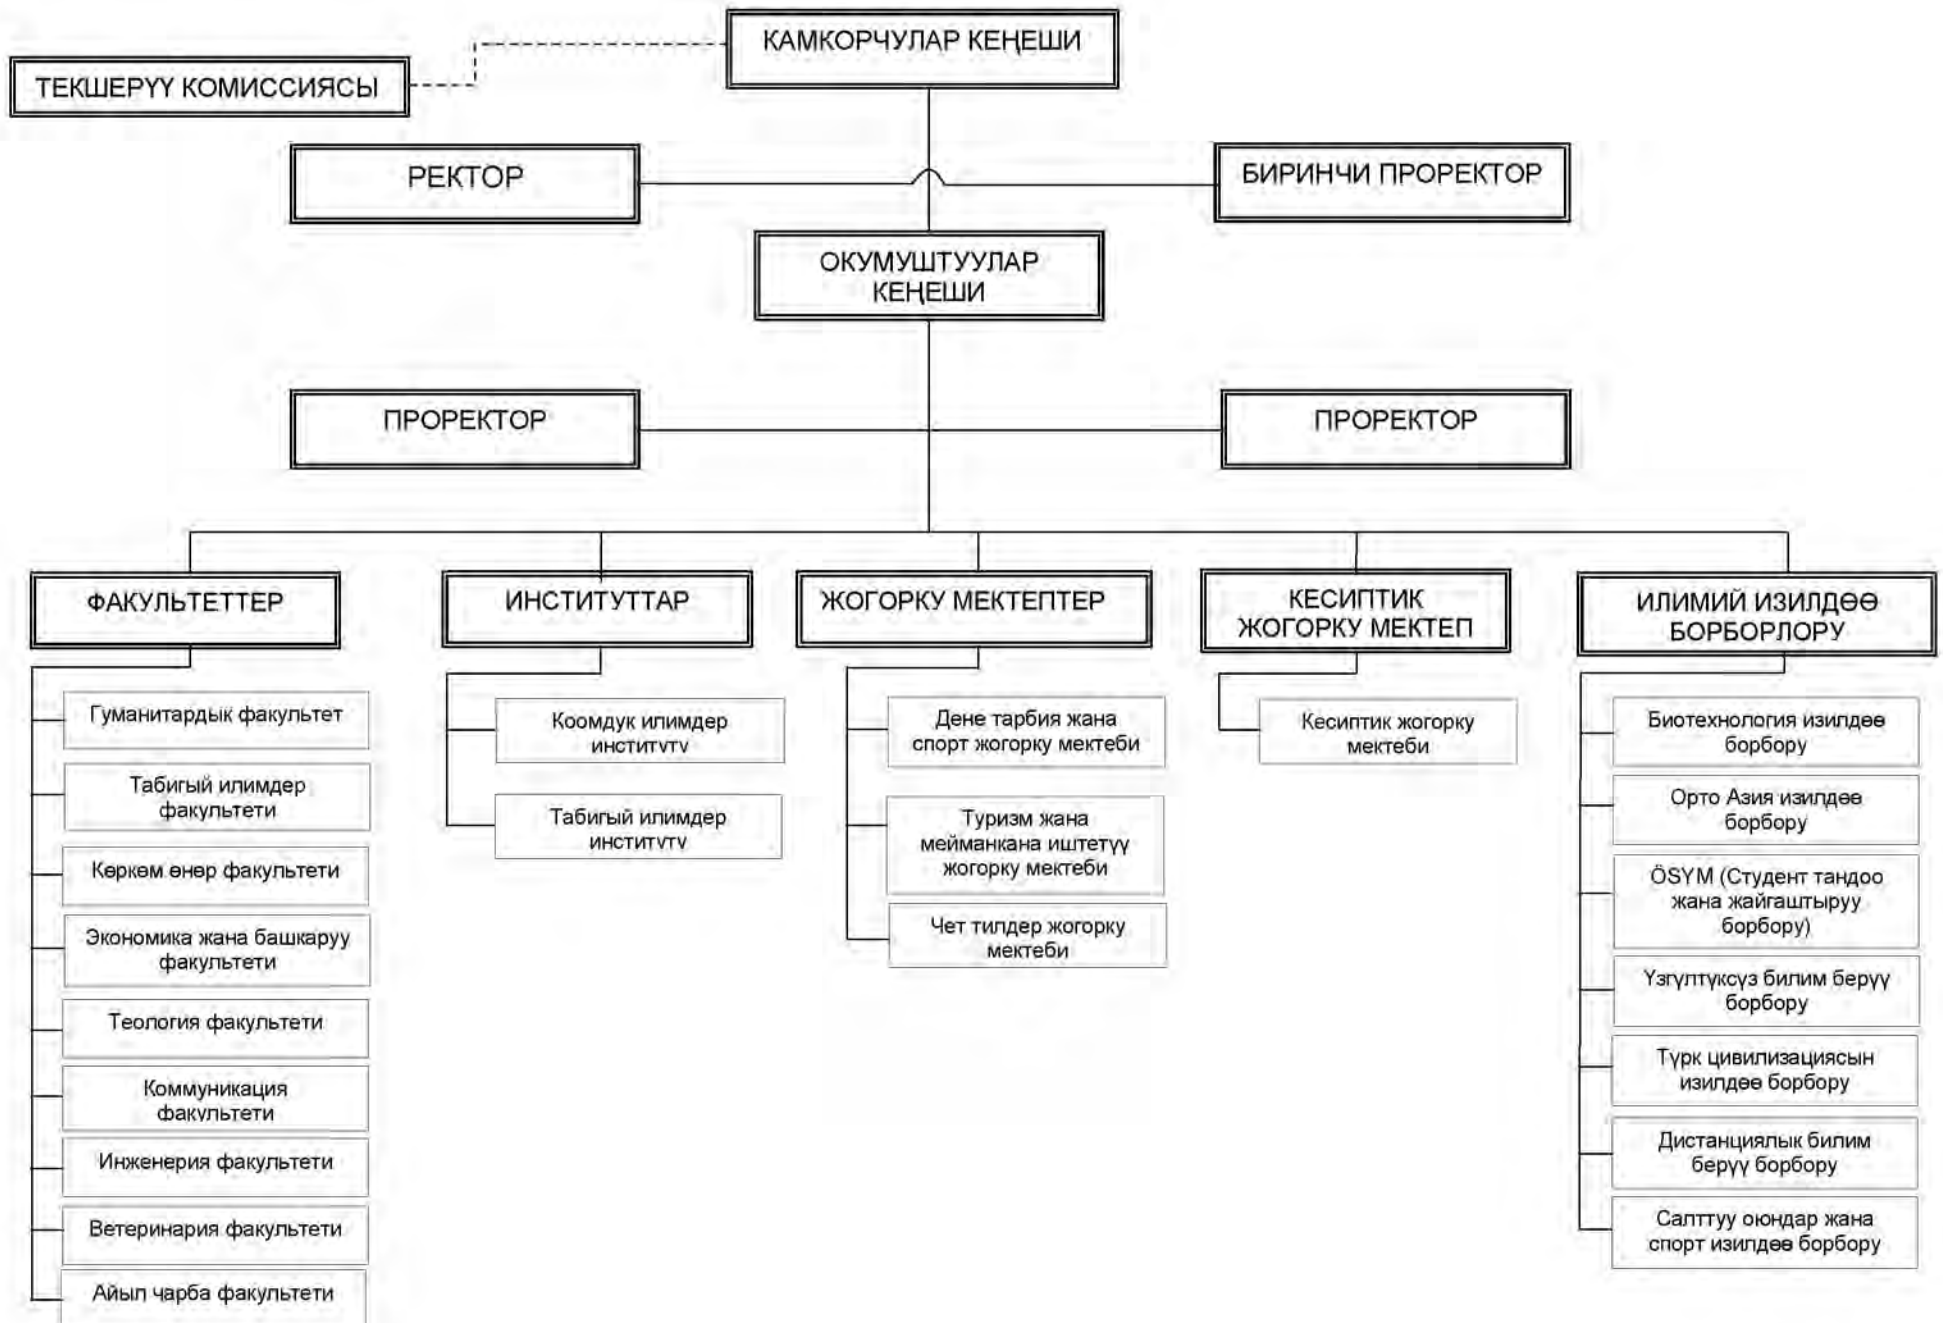 КАМКОРЧУЛАР КЕҢЕШИ
ТЕКШЕРҮҮ КОМИССИЯСЫ
РЕКТОР
БИРИНЧИ ПРОРЕКТОР
ОКУМУШТУУЛАР
КЕҢЕШИ
ПРОРЕКТОР
ПРОРЕКТОР
ФАКУЛЬТЕТТЕР
Гуманитардык факультет
Табигый илимдер
факультети
Көркөм өнөр факультети
Экономика жана башкаруу
факультети
Теология факультети
Коммуникация
факультети
Инженерия факультети
Ветеринария факультети
Айыл чарба факультети
ИНСТИТУТТАР
Коомдук илимдер
институту
Табигый илимдер
институту
ЖОГОРКУ МЕКТЕПТЕР
Дене тарбия жана
спорт жогорку мектеби
Туризм жана
мейманкана иштетүү
жогорку мектеби
Чет тилдер жогорку
мектеби
КЕСИПТИК
ЖОГОРКУ МЕКТЕП
Кесиптик жогорку
мектеби
ИЛИМИЙ ИЗИЛДӨӨ
БОРБОРЛОРУ
Биотехнология изилдөө
борбору
Орто Азия изилдөө
борбору
ÖSYM (Студент тандоо
жана жайгаштыруу
борбору)
Үзгүлтүксүз билим берүү
борбору
Түрк цивилизациясын
изилдөө борбору
Дистанциялык билим
берүү борбору
Салттуу оюндар жана
спорт изилдөө борбору